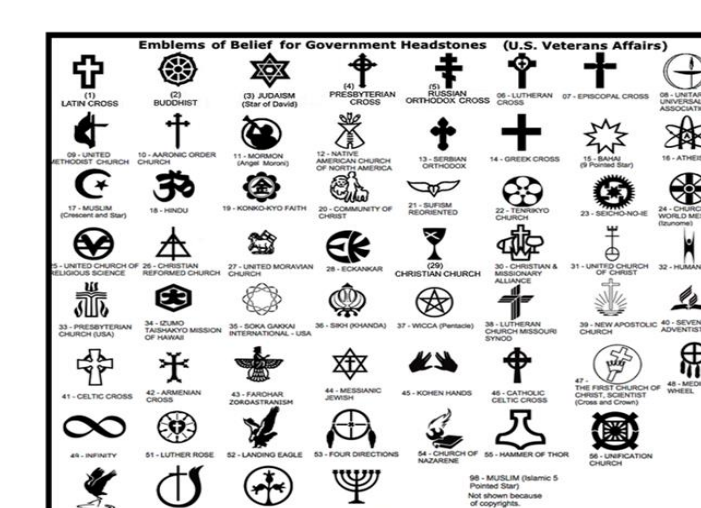 Emblems of Belief for Government Headstones (U.S. Veterans Affairs)
(1)
LATIN CROSS
(2)
BUDDHIST
(3) JUDAISM
(Star of David)
(4)
PRESBYTERIAN
CROSS
(5)
RUSSIAN
ORTHODOX CROSS
06 - LUTHERAN
CROSS
07 - EPISCOPAL CROSS
08 - UNITAR
UNIVERSAL
ASSOCIATI
09 - UNITED
METHODIST CHURCH
10 - AARONIC ORDER
CHURCH
11 - MORMON
(Angel Moroni)
12 - NATIVE
AMERICAN CHURCH
OF NORTH AMERICA
13 - SERBIAN
ORTHODOX
14 - GREEK CROSS
15 - BAHAI
(9 Pointed Star)
16 - ATHEIS
17 - MUSLIM
(Crescent and Star)
18 - HINDU
19 - KONKO-KYO FAITH
20 - COMMUNITY OF
CHRIST
21 - SUFISM
REORIENTED
22 - TENRIKYO
CHURCH
23 - SEICHO-NO-IE
24 - CHURC
WORLD ME
(Izunome)
25 - UNITED CHURCH OF
RELIGIOUS SCIENCE
26 - CHRISTIAN
REFORMED CHURCH
27 - UNITED MORAVIAN
CHURCH
28 - ECKANKAR
(29)
CHRISTIAN CHURCH
30 - CHRISTIAN &
MISSIONARY
ALLIANCE
31 - UNITED CHURCH
OF CHRIST
32 - HUMAN
33 - PRESBYTERIAN
CHURCH (USA)
34 - IZUMO
TAISHAKYO MISSION
OF HAWAII
35 - SOKA GAKKAI
INTERNATIONAL - USA
36 - SIKH (KHANDA)
37 - WICCA (Pentacle)
38 - LUTHERAN
CHURCH MISSOURI
SYNOD
39 - NEW APOSTOLIC
CHURCH
40 - SEVEN
ADVENTIST
41 - CELTIC CROSS
42 - ARMENIAN
CROSS
43 - FAROHAR
ZOROASTRANISM
44 - MESSIANIC
JEWISH
45 - KOHEN HANDS
46 - CATHOLIC
CELTIC CROSS
47 -
THE FIRST CHURCH OF
CHRIST, SCIENTIST
(Cross and Crown)
48 - MEDI
WHEEL
49 - INFINITY
51 - LUTHER ROSE
52 - LANDING EAGLE
53 - FOUR DIRECTIONS
54 - CHURCH OF
NAZARENE
55 - HAMMER OF THOR
56 - UNIFICATION
CHURCH
98 - MUSLIM (Islamic 5
Pointed Star)
Not shown because
of copyrights.